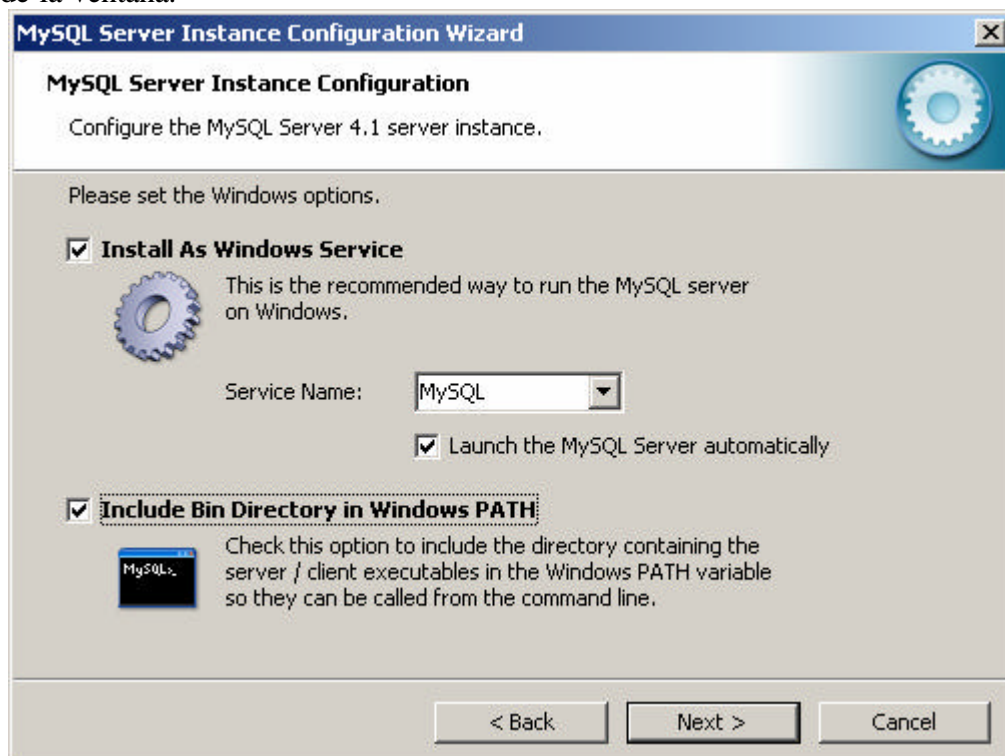 de la ventana.
MySQL Server Instance Configuration Wizard
MySQL Server Instance Configuration
Configure the MySQL Server 4.1 server instance.
Please set the Windows options.
Install As Windows Service
This is the recommended way to run the MySQL server
on Windows.
Service Name: MySQL
Launch the MySQL Server automatically
Include Bin Directory in Windows PATH
MySQL>_
Check this option to include the directory containing the
server / client executables in the Windows PATH variable
so they can be called from the command line.
< Back Next > Cancel